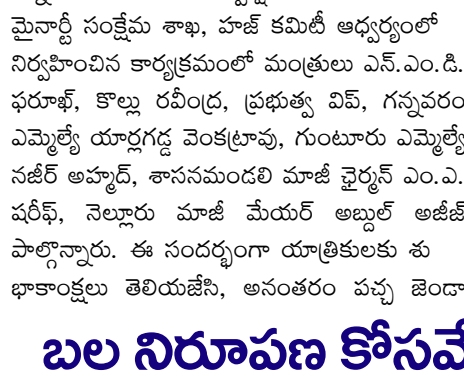 మైనార్టీ సంక్షేమ శాఖ, హజ్ కమిటీ ఆధ్వర్యంలో
నిర్వహించిన కార్యక్రమంలో మంత్రులు ఎన్.ఎం.డి.
ఫరూఖ్, కొల్లు రవీంద్ర, ప్రభుత్వ విప్, గన్నవరం
ఎమ్మెల్యే యార్లగడ్డ వెంకట్రావు, గుంటూరు ఎమ్మెల్యే
నజీర్ అహ్మద్, శాసనమండలి మాజీ ఛైర్మన్ ఎం.ఎ.
షరీఫ్, నెల్లూరు మాజీ మేయర్ అబ్దుల్ అజీజ్
పాల్గొన్నారు. ఈ సందర్భంగా యాత్రికులకు శు
భాకాంక్షలు తెలియజేసి, అనంతరం పచ్చ జెండా
బల నిరూపణ కోసమే